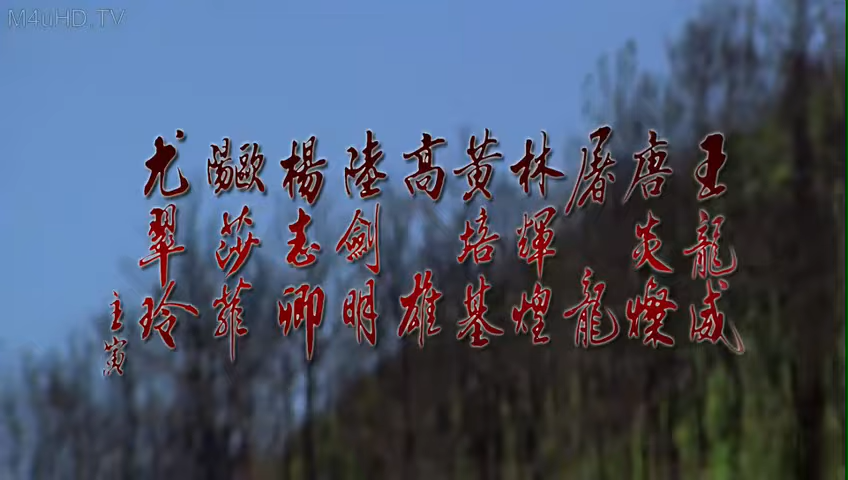 M4uHD.TV
王龍威
唐炎燦
屠龍
林輝煌
黃培基
高雄
陸劍明
楊志卿
歐陽莎菲
尤翠玲
主演